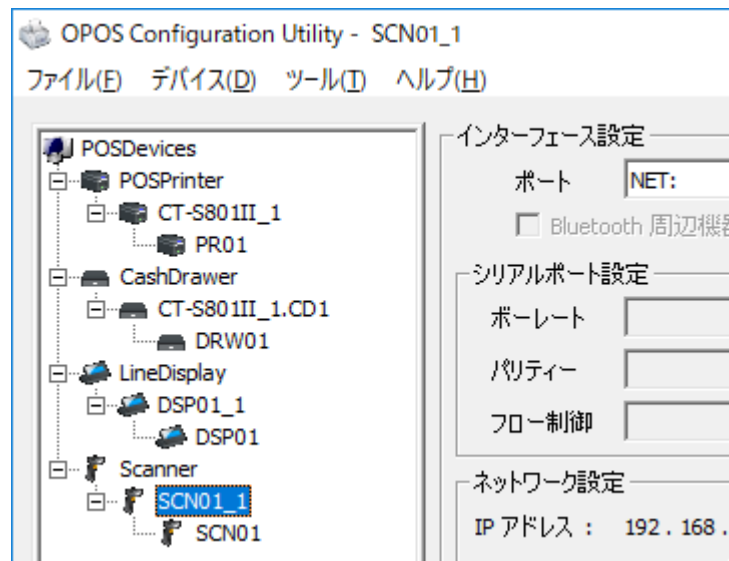 OPOS Configuration Utility - SCN01_1
ファイル(F) デバイス(D) ツール(T) ヘルプ(H)
POSDevices
POSPrinter
CT-S801II_1
PR01
CashDrawer
CT-S801II_1.CD1
DRW01
LineDisplay
DSP01_1
DSP01
Scanner
SCN01_1
SCN01
インターフェース設定
ポート NET:
Bluetooth 周辺機器
シリアルポート設定
ボーレート
パリティー
フロー制御
ネットワーク設定
IP アドレス : 192 . 168 .